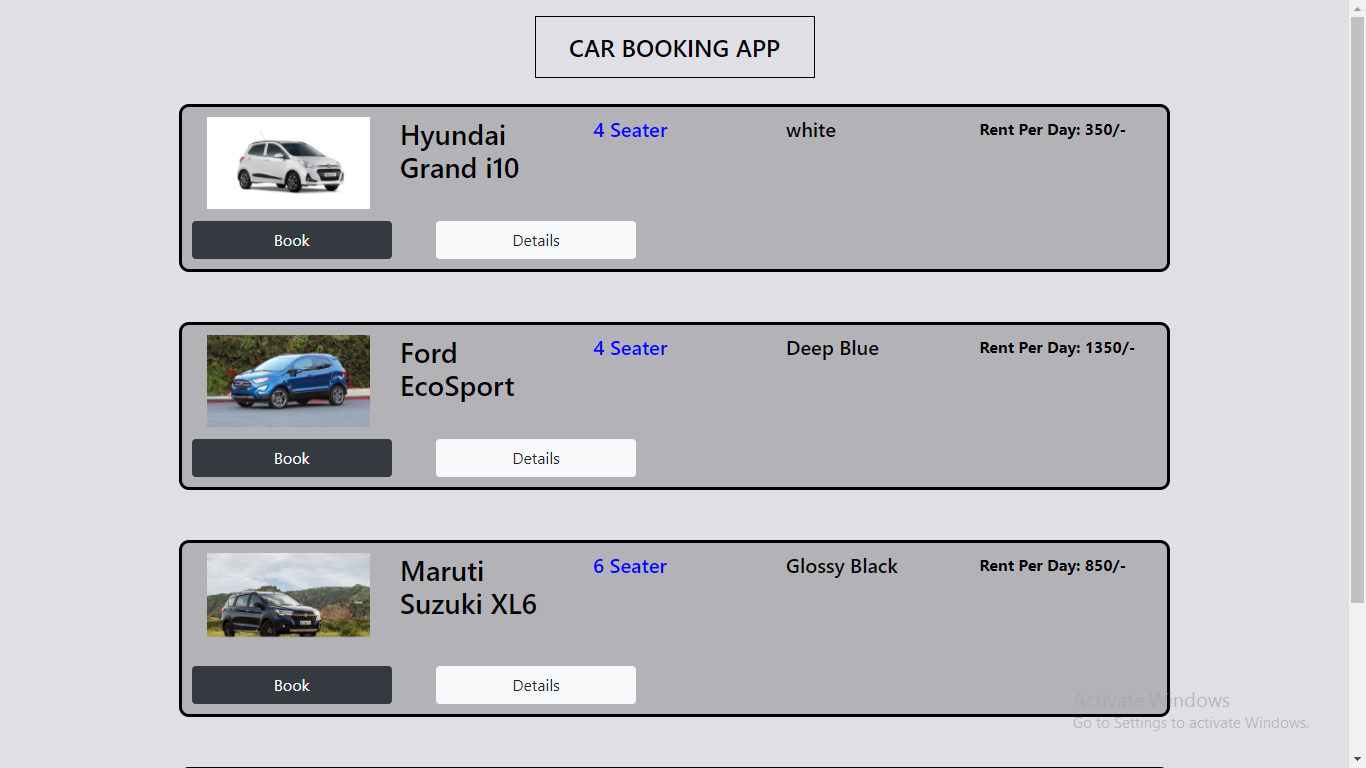 CAR BOOKING APP
Hyundai
Grand i10
4 Seater
white
Rent Per Day: 350/-
Book
Details
Ford
EcoSport
4 Seater
Deep Blue
Rent Per Day: 1350/-
Book
Details
Maruti
Suzuki XL6
6 Seater
Glossy Black
Rent Per Day: 850/-
Book
Details
Activate Windows
Go to Settings to activate Windows.